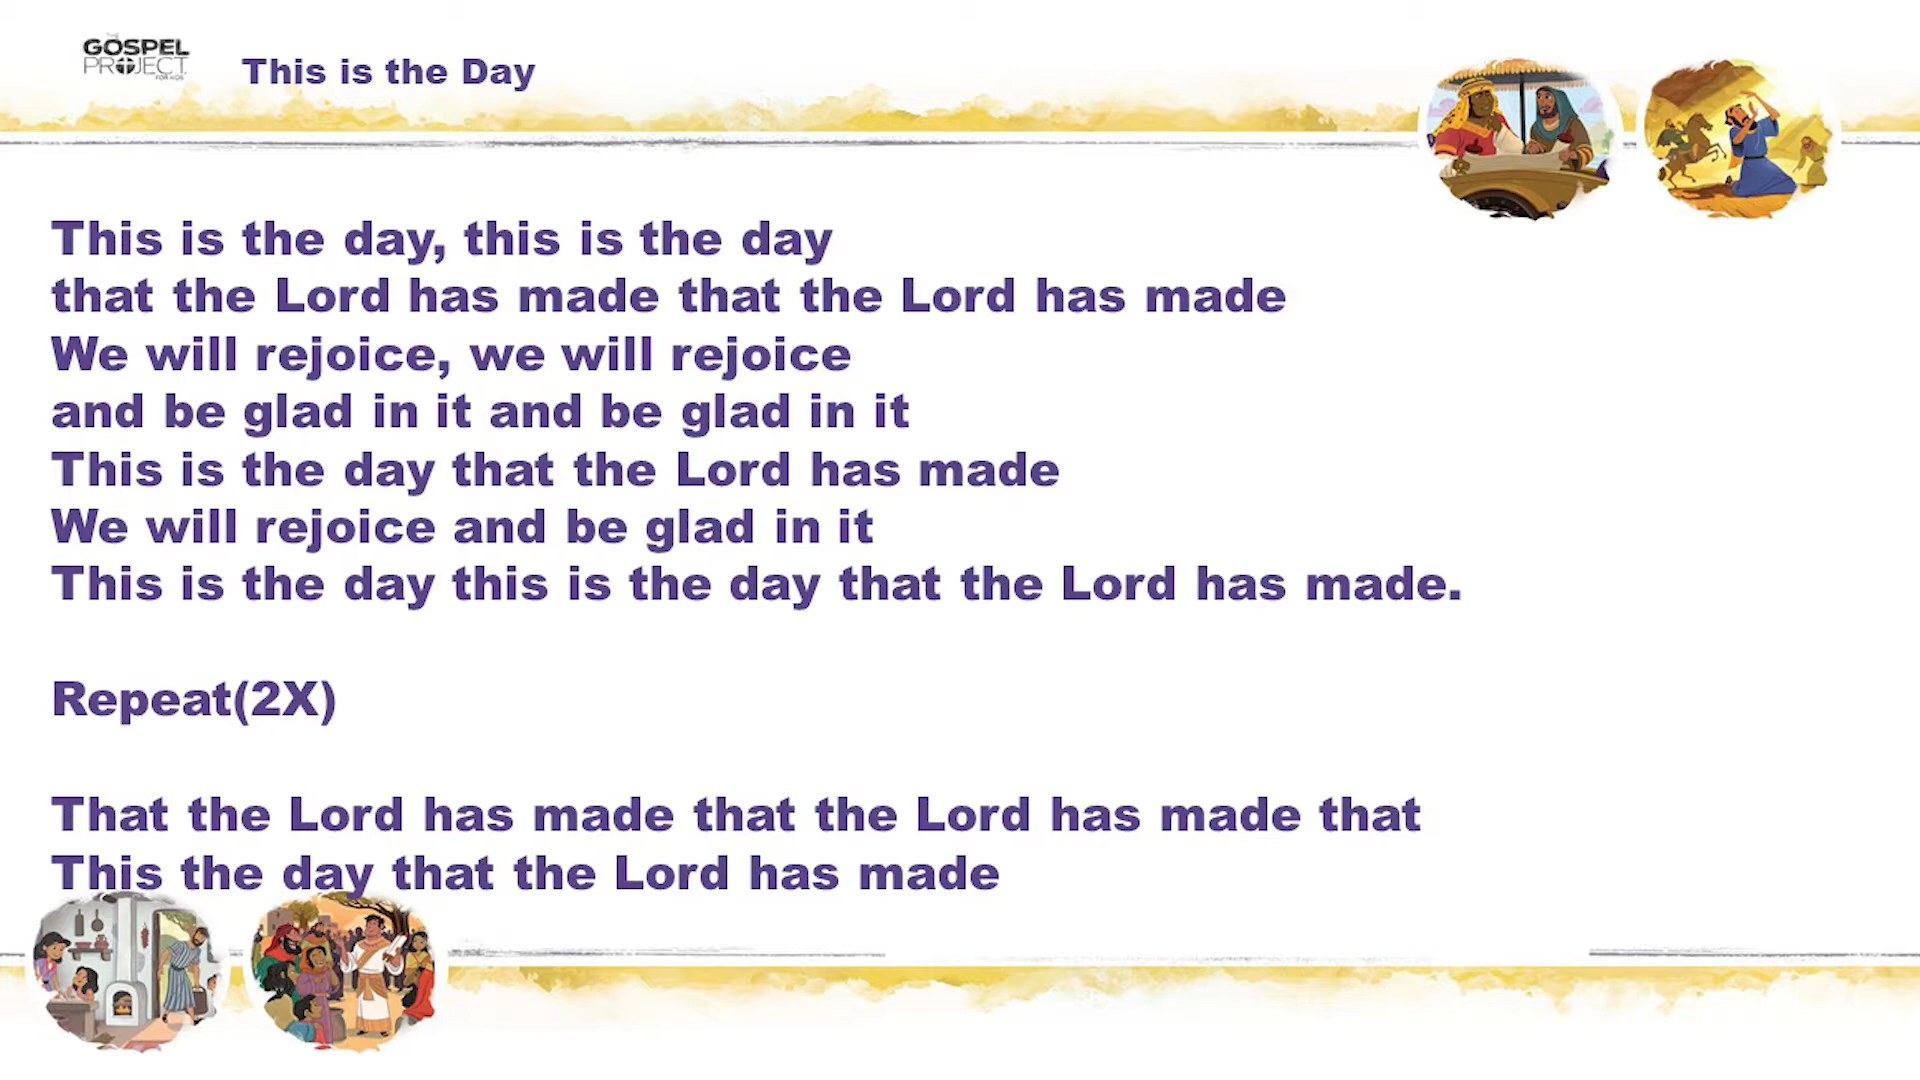 THE
GOSPEL
PROJECT
FOR KIDS
This is the Day
This is the day, this is the day
that the Lord has made that the Lord has made
We will rejoice, we will rejoice
and be glad in it and be glad in it
This is the day that the Lord has made
We will rejoice and be glad in it
This is the day this is the day that the Lord has made.
Repeat(2X)
That the Lord has made that the Lord has made that
This the day that the Lord has made